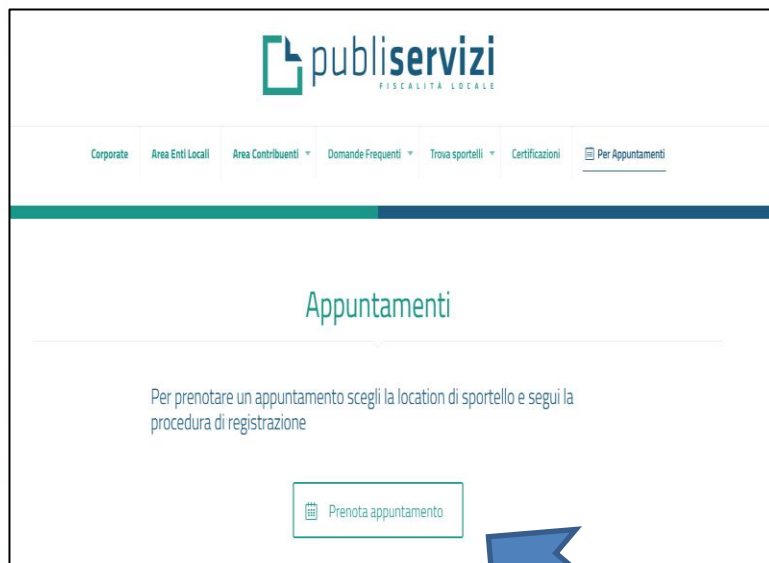 publiservizi
FISCALITÀ LOCALE
Corporate Area Enti Locali Area Contribuenti Domande Frequenti Trova sportelli Certificazioni Per Appuntamenti
Appuntamenti
Per prenotare un appuntamento scegli la location di sportello e segui la
procedura di registrazione
Prenota appuntamento